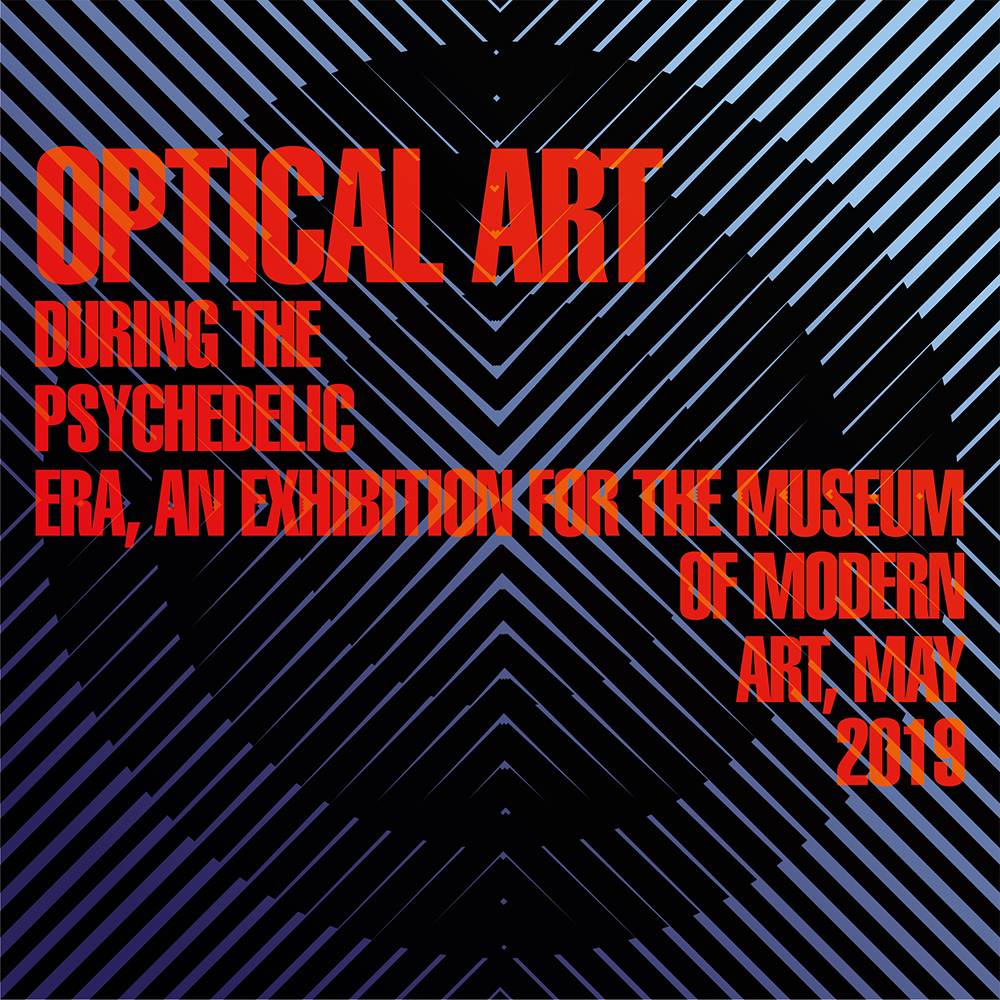 OPTICAL ART
DURING THE
PSYCHEDELIC
ERA, AN EXHIBITION FOR THE MUSEUM
OF MODERN
ART, MAY
2019